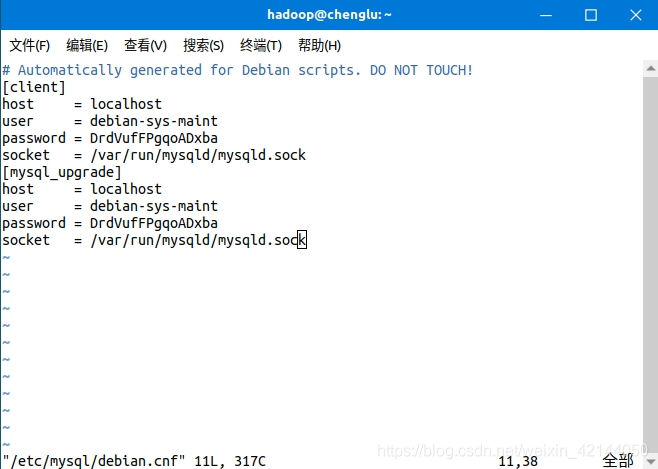 hadoop@chenglu: ~
文件(F) 编辑(E) 查看(V) 搜索(S) 终端(T) 帮助(H)
# Automatically generated for Debian scripts. DO NOT TOUCH!
[client]
host     = localhost
user     = debian-sys-maint
password = DrdVufFPgqoADxba
socket   = /var/run/mysqld/mysqld.sock
[mysql_upgrade]
host     = localhost
user     = debian-sys-maint
password = DrdVufFPgqoADxba
socket   = /var/run/mysqld/mysqld.sock
~
~
~
~
~
~
~
~
~
~
~
~
https://blog.csdn.net/weixin_42144050
"/etc/mysql/debian.cnf" 11L, 317C 11,38 全部